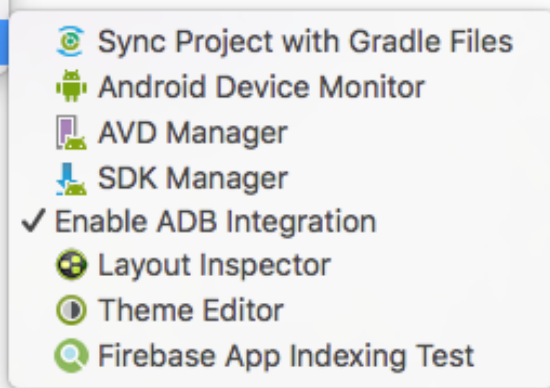 Sync Project with Gradle Files
Android Device Monitor
AVD Manager
SDK Manager
✓ Enable ADB Integration
Layout Inspector
Theme Editor
Firebase App Indexing Test